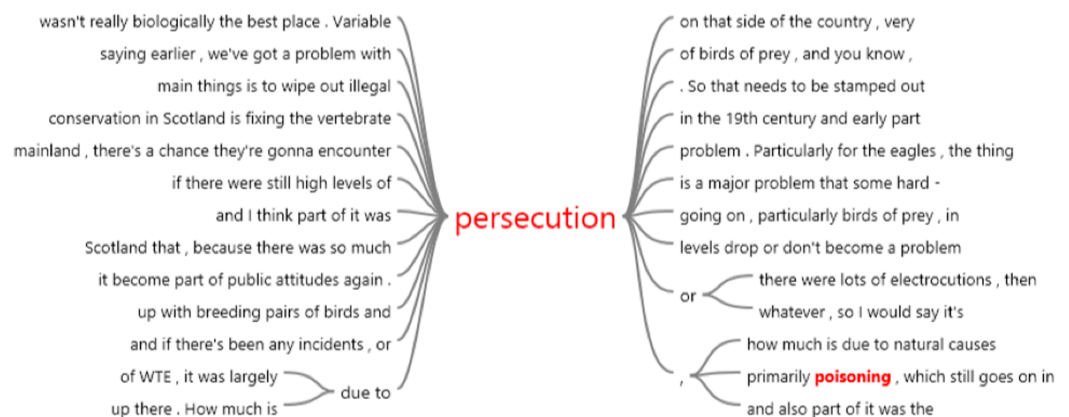 wasn't really biologically the best place . Variable
saying earlier , we've got a problem with
main things is to wipe out illegal
conservation in Scotland is fixing the vertebrate
mainland , there's a chance they're gonna encounter
if there were still high levels of
and I think part of it was
Scotland that , because there was so much
it become part of public attitudes again .
up with breeding pairs of birds and
and if there's been any incidents , or
of WTE , it was largely
up there . How much is
due to
persecution
on that side of the country , very
of birds of prey , and you know ,
. So that needs to be stamped out
in the 19th century and early part
problem . Particularly for the eagles , the thing
is a major problem that some hard -
going on , particularly birds of prey , in
levels drop or don't become a problem
or
there were lots of electrocutions , then
whatever , so I would say it's
,
how much is due to natural causes
primarily poisoning , which still goes on in
and also part of it was the